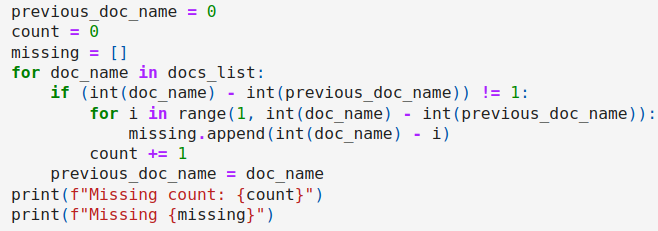 previous_doc_name = 0
count = 0
missing = []
for doc_name in docs_list:
    if (int(doc_name) - int(previous_doc_name)) != 1:
        for i in range(1, int(doc_name) - int(previous_doc_name)):
            missing.append(int(doc_name) - i)
        count += 1
    previous_doc_name = doc_name
print(f"Missing count: {count}")
print(f"Missing {missing}")